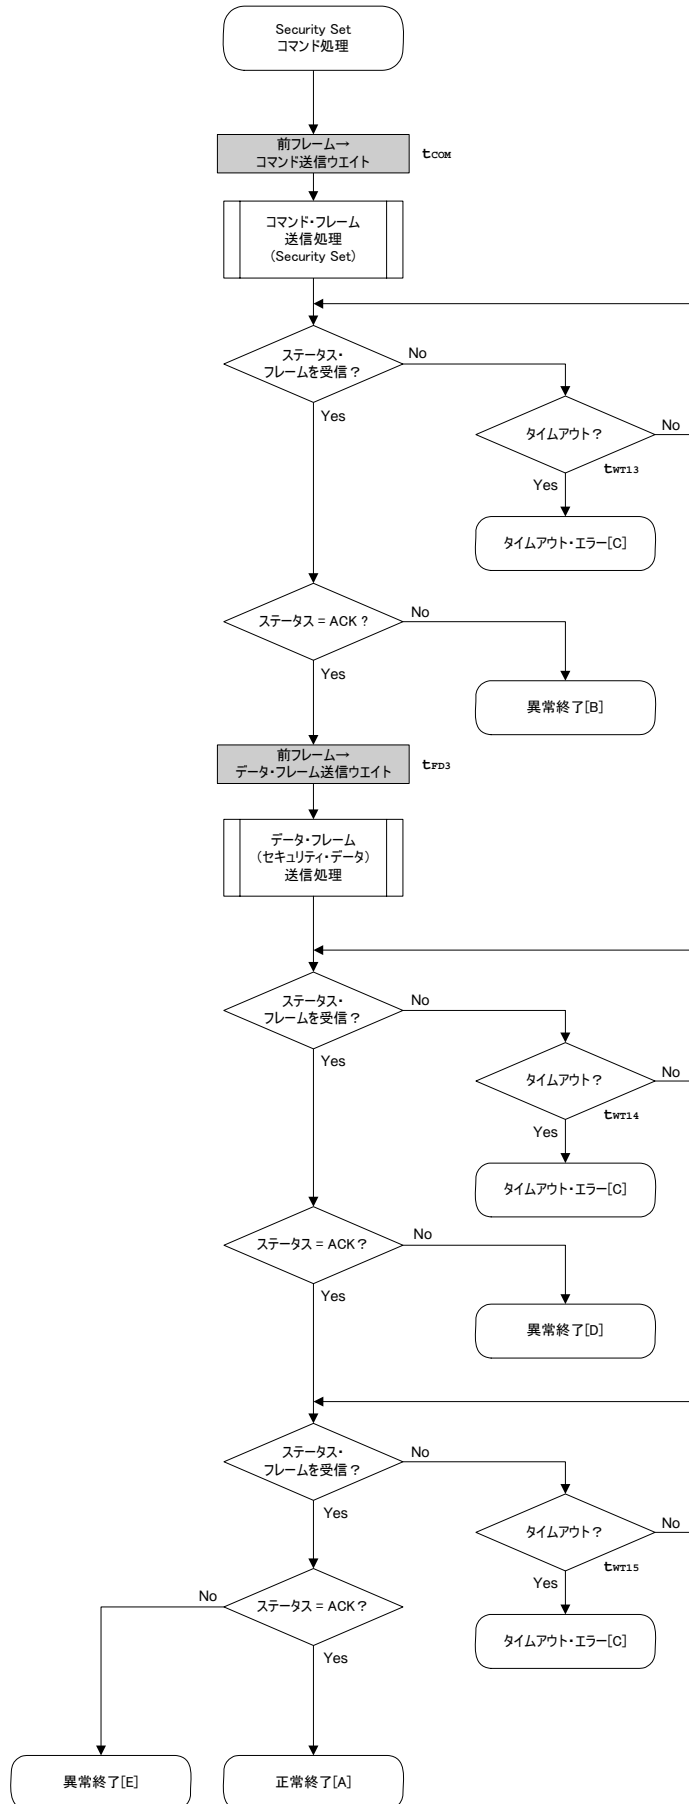 Security Set
コマンド処理
前フレーム→
コマンド送信ウエイト
tCOM
コマンド・フレーム
送信処理
(Security Set)
ステータス・
フレームを受信？
No
Yes
タイムアウト？
No
tWT13
Yes
タイムアウト・エラー[C]
ステータス = ACK？
No
Yes
異常終了[B]
前フレーム→
データ・フレーム送信ウエイト
tFD3
データ・フレーム
(セキュリティ・データ)
送信処理
ステータス・
フレームを受信？
No
Yes
タイムアウト？
No
tWT14
Yes
タイムアウト・エラー[C]
ステータス = ACK？
No
Yes
異常終了[D]
ステータス・
フレームを受信？
No
Yes
タイムアウト？
No
tWT15
Yes
タイムアウト・エラー[C]
No
ステータス = ACK？
Yes
異常終了[E]
正常終了[A]